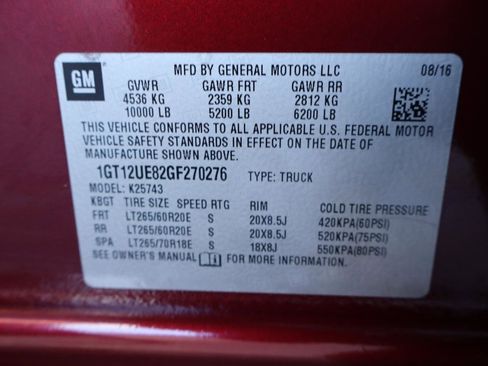 GM
MFD BY GENERAL MOTORS LLC 08/16
GVWR GAWR FRT GAWR RR
4536 KG 2359 KG 2812 KG
10000 LB 5200 LB 6200 LB
THIS VEHICLE CONFORMS TO ALL APPLICABLE U.S. FEDERAL MOTOR
VEHICLE SAFETY STANDARDS IN EFFECT ON THE DATE OF
MANUFACTURE SHOWN ABOVE.
1GT12UE82GF270276 TYPE: TRUCK
MODEL: K25743
KBGT TIRE SIZE SPEED RTG RIM COLD TIRE PRESSURE
FRT LT265/60R20E S 20X8.5J 420KPA(60PSI)
RR LT265/60R20E S 20X8.5J 520KPA(75PSI)
SPA LT265/70R18E S 18X8J 550KPA(80PSI)
SEE OWNER'S MANUAL FOR MORE INFORMATION.